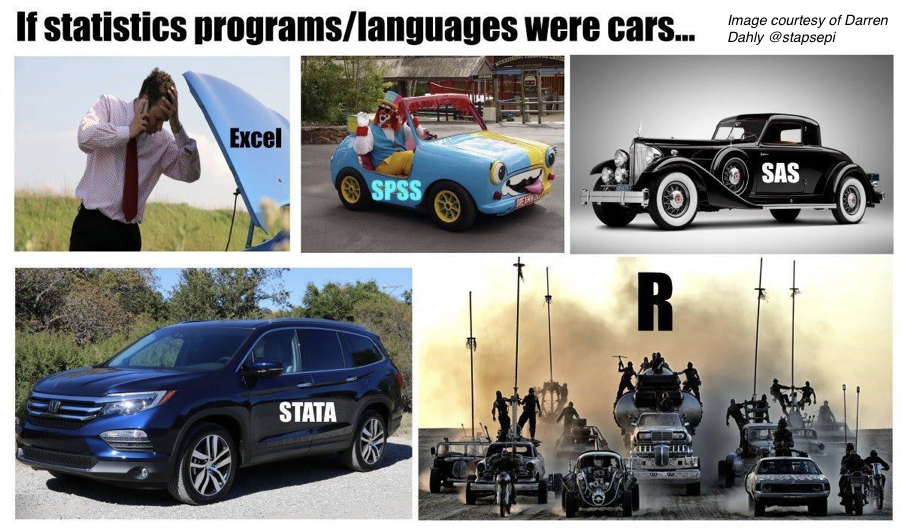 If statistics programs/languages were cars...
Image courtesy of Darren
Dahly @stapsepi
Excel
SPSS
SAS
STATA
R